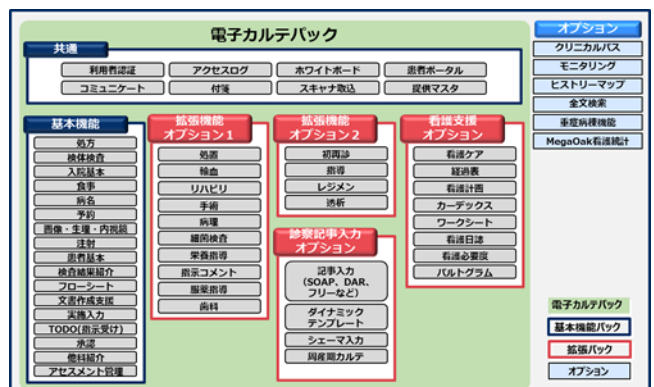 電子カルテパック
共通
利用者認証
アクセスログ
ホワイトボード
患者ポータル
コミュニケート
付箋
スキャナ取込
提供マスタ
基本機能
処方
検体検査
入院基本
食事
病名
予約
画像・生理・内視鏡
注射
患者基本
検査結果紹介
フローシート
文書作成支援
実施入力
TODO(指示受け)
承認
他科紹介
アセスメント管理
拡張機能
オプション1
処置
輸血
リハビリ
手術
病理
細菌検査
栄養指導
指示コメント
服薬指導
歯科
拡張機能
オプション2
初再診
指導
レジメン
透析
診察記事入力
オプション
記事入力
(SOAP、DAR、
フリーなど)
ダイナミック
テンプレート
シェーマ入力
周産期カルテ
看護支援
オプション
看護ケア
経過表
看護計画
カーデックス
ワークシート
看護日誌
看護必要度
パルトグラム
オプション
クリニカルパス
モニタリング
ヒストリーマップ
全文検索
重症病棟機能
MegaOak看護統計
電子カルテパック
基本機能パック
拡張パック
オプション